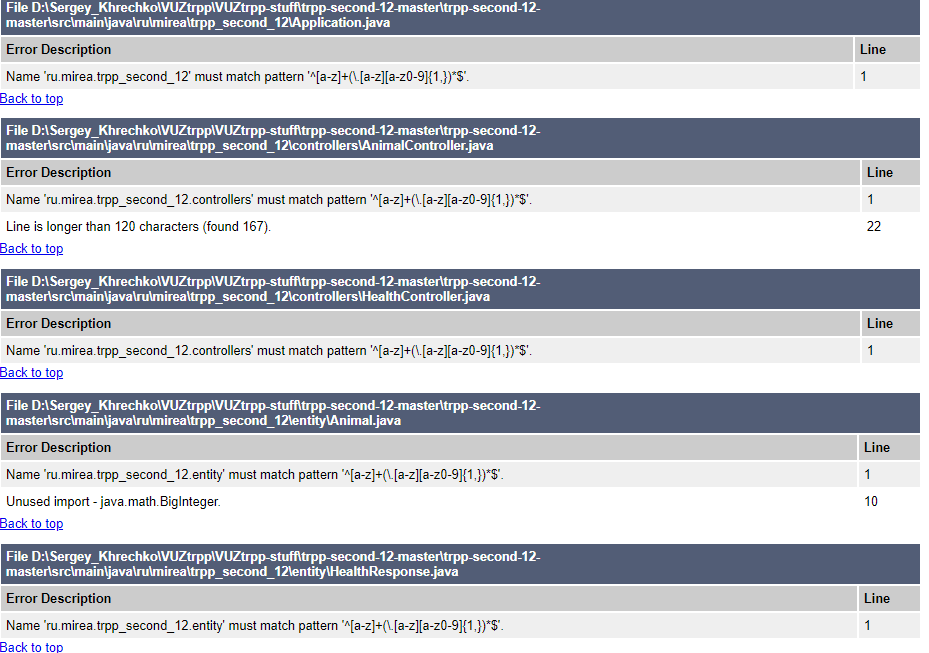 File D:\Sergey_Khrechko\VUZtrpp\VUZtrpp-stuff\trpp-second-12-master\trpp-second-12-
master\src\main\java\ru\mirea\trpp_second_12\Application.java
Error Description Line
Name 'ru.mirea.trpp_second_12' must match pattern '^[a-z]+(\.[a-z][a-z0-9]{1,})*$'. 1
Back to top
File D:\Sergey_Khrechko\VUZtrpp\VUZtrpp-stuff\trpp-second-12-master\trpp-second-12-
master\src\main\java\ru\mirea\trpp_second_12\controllers\AnimalController.java
Error Description Line
Name 'ru.mirea.trpp_second_12.controllers' must match pattern '^[a-z]+(\.[a-z][a-z0-9]{1,})*$'. 1
Line is longer than 120 characters (found 167). 22
Back to top
File D:\Sergey_Khrechko\VUZtrpp\VUZtrpp-stuff\trpp-second-12-master\trpp-second-12-
master\src\main\java\ru\mirea\trpp_second_12\controllers\HealthController.java
Error Description Line
Name 'ru.mirea.trpp_second_12.controllers' must match pattern '^[a-z]+(\.[a-z][a-z0-9]{1,})*$'. 1
Back to top
File D:\Sergey_Khrechko\VUZtrpp\VUZtrpp-stuff\trpp-second-12-master\trpp-second-12-
master\src\main\java\ru\mirea\trpp_second_12\entity\Animal.java
Error Description Line
Name 'ru.mirea.trpp_second_12.entity' must match pattern '^[a-z]+(\.[a-z][a-z0-9]{1,})*$'. 1
Unused import - java.math.BigInteger. 10
Back to top
File D:\Sergey_Khrechko\VUZtrpp\VUZtrpp-stuff\trpp-second-12-master\trpp-second-12-
master\src\main\java\ru\mirea\trpp_second_12\entity\HealthResponse.java
Error Description Line
Name 'ru.mirea.trpp_second_12.entity' must match pattern '^[a-z]+(\.[a-z][a-z0-9]{1,})*$'. 1
Back to top